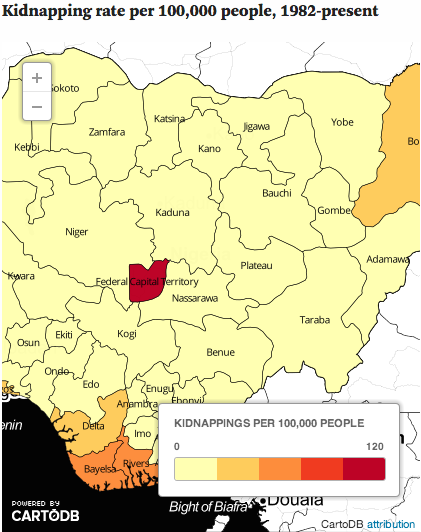 Kidnapping rate per 100,000 people, 1982-present
+
−
okoto
Katsina
Jigawa
Yobe
Zamfara
Bo
Kebbi
Kano
Bauchi
Kaduna
Gombe
Niger
Plateau
Adamawa
Kwara
Federal Capital Territory
Nassarawa
Taraba
Ekiti
Kogi
Osun
Benue
Ondo
Edo
Enugu
Anambra
Ebonyi
Delta
Imo
enin
Bayelsa
Rivers
KIDNAPPINGS PER 100,000 PEOPLE
0
120
POWERED BY
CARTODB
Bight of Biafra
Douala
CartoDB attribution